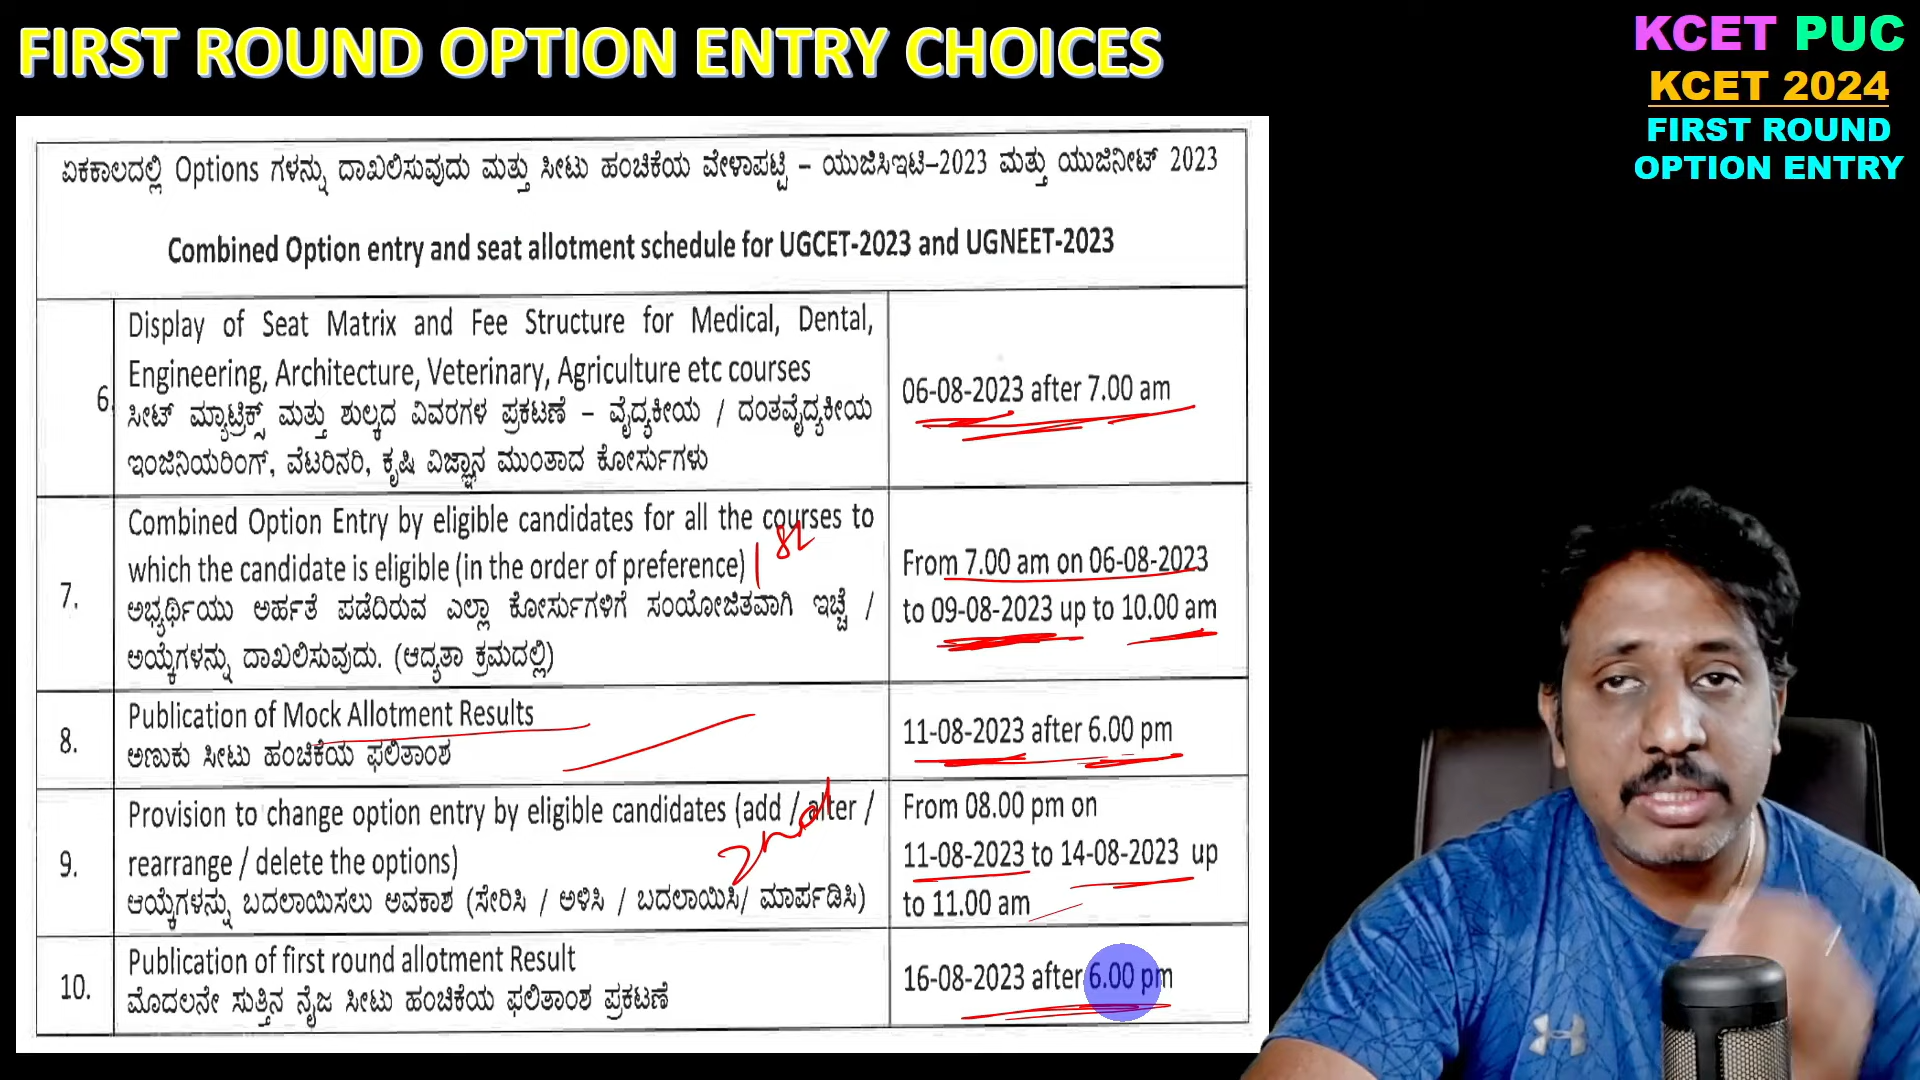 FIRST ROUND OPTION ENTRY CHOICES
KCET PUC
KCET 2024
FIRST ROUND
OPTION ENTRY
ಏಕಕಾಲದಲ್ಲಿ Options ಗಳನ್ನು ದಾಖಲಿಸುವುದು ಮತ್ತು ಸೀಟು ಹಂಚಿಕೆಯ ವೇಳಾಪಟ್ಟಿ – ಯುಜಿಸಿಇಟಿ–2023 ಮತ್ತು ಯುಜಿನೀಟ್ 2023
Combined Option entry and seat allotment schedule for UGCET-2023 and UGNEET-2023
6.
Display of Seat Matrix and Fee Structure for Medical, Dental,
Engineering, Architecture, Veterinary, Agriculture etc courses
ಸೀಟ್ ಮ್ಯಾಟ್ರಿಕ್ಸ್ ಮತ್ತು ಶುಲ್ಕದ ವಿವರಗಳ ಪ್ರಕಟಣೆ – ವೈದ್ಯಕೀಯ / ದಂತವೈದ್ಯಕೀಯ
ಇಂಜಿನಿಯರಿಂಗ್, ವೆಟರಿನರಿ, ಕೃಷಿ ವಿಜ್ಞಾನ ಮುಂತಾದ ಕೋರ್ಸುಗಳು
06-08-2023 after 7.00 am
7.
Combined Option Entry by eligible candidates for all the courses to
which the candidate is eligible (in the order of preference)
ಅಭ್ಯರ್ಥಿಯು ಅರ್ಹತೆ ಪಡೆದಿರುವ ಎಲ್ಲಾ ಕೋರ್ಸುಗಳಿಗೆ ಸಂಯೋಜಿತವಾಗಿ ಇಚ್ಛೆ /
ಆಯ್ಕೆಗಳನ್ನು ದಾಖಲಿಸುವುದು. (ಆದ್ಯತಾ ಕ್ರಮದಲ್ಲಿ)
From 7.00 am on 06-08-2023
to 09-08-2023 up to 10.00 am
8.
Publication of Mock Allotment Results
ಅಣುಕು ಸೀಟು ಹಂಚಿಕೆಯ ಫಲಿತಾಂಶ
11-08-2023 after 6.00 pm
9.
Provision to change option entry by eligible candidates (add / alter /
rearrange / delete the options)
ಆಯ್ಕೆಗಳನ್ನು ಬದಲಾಯಿಸಲು ಅವಕಾಶ (ಸೇರಿಸಿ / ಅಳಿಸಿ / ಬದಲಾಯಿಸಿ/ ಮಾರ್ಪಡಿಸಿ)
2nd
From 08.00 pm on
11-08-2023 to 14-08-2023 up
to 11.00 am
10.
Publication of first round allotment Result
ಮೊದಲನೇ ಸುತ್ತಿನ ನೈಜ ಸೀಟು ಹಂಚಿಕೆಯ ಫಲಿತಾಂಶ ಪ್ರಕಟಣೆ
16-08-2023 after 6.00 pm